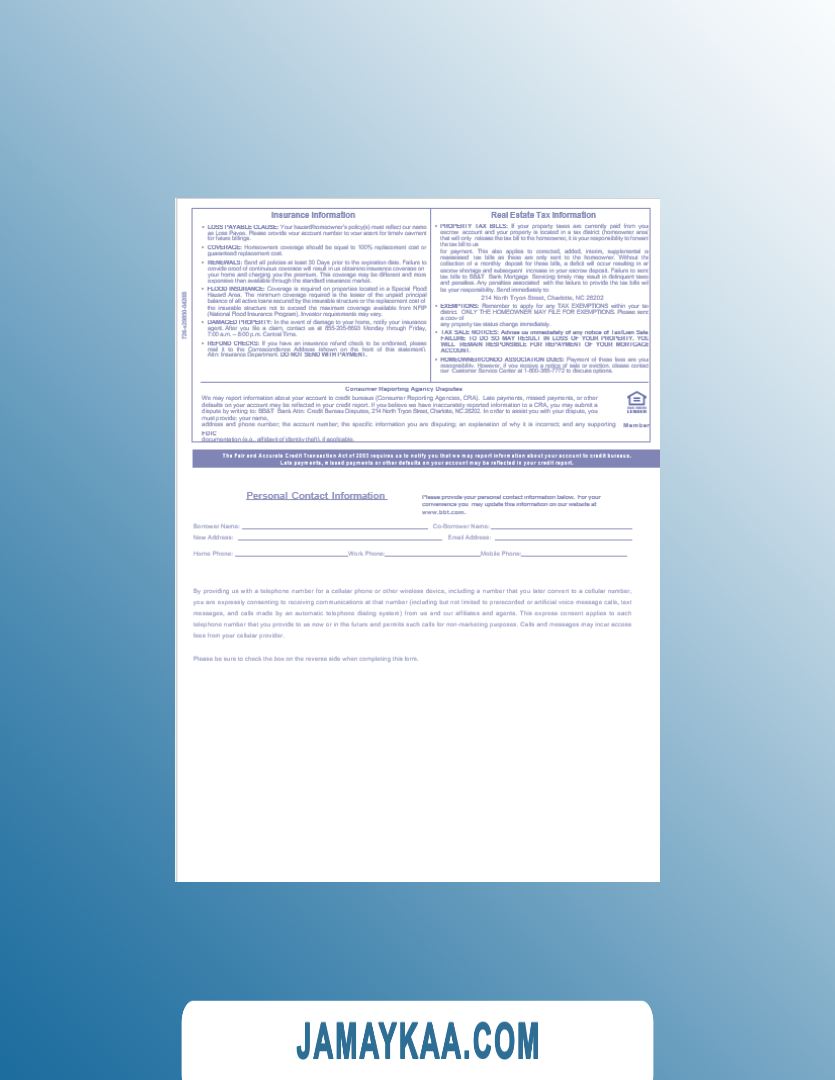 Insurance Information
• LOSS PAYABLE CLAUSE: Your hazard/homeowner's policy(s) must reflect our name
as Loss Payee. Please provide your account number to your agent for timely payment
for future billings.
• COVERAGE: Homeowners coverage should be equal to 100% replacement cost or
guaranteed replacement cost.
• RENEWALS: Send all policies at least 30 Days prior to the expiration date. Failure to
provide proof of continuous coverage will result in us obtaining insurance coverage on
your home and charging you the premium. This coverage may be different and more
expensive than available through the standard insurance market.
• FLOOD INSURANCE: Coverage is required on properties located in a Special Flood
Hazard Area. The minimum coverage required is the lesser of the unpaid principal
balance of all active loans secured by the insurable structure or the replacement cost of
the insurable structure not to exceed the maximum coverage available from NFIP
(National Flood Insurance Program). Investor requirements may vary.
• DAMAGED PROPERTY: In the event of damage to your home, notify your insurance
agent. After you file a claim, contact us at Monday through Friday,
7:00 a.m. – 8:00 p.m. Central Time.
• REFUND CHECKS: If you have an insurance refund check to be endorsed, please
mail it to the Correspondence Address (shown on the front of this statement),
Attn: Insurance Department. DO NOT SEND WITH PAYMENT.
Real Estate Tax Information
• PROPERTY TAX BILLS: If your property taxes are currently paid from you
escrow account and your property is located in a tax district (homeowner area
that will only release the tax bill to the homeowner, it is your responsibility to forward
the tax bill to us
for payment. This also applies to corrected, added, interim, supplemental o
reassessed tax bills as these are only sent to the homeowner. Without the
collection of a monthly deposit for these bills, a deficit will occur resulting in an
escrow shortage and subsequent increase in your escrow deposit. Failure to sent
tax bills to BB&T Bank Mortgage Servicing timely may result in delinquent taxes
and penalties. Any penalties associated with the failure to provide the tax bills wil
be your responsibility. Send immediately to:
214 North Tryon Street, Charlotte, NC 28202
• EXEMPTIONS: Remember to apply for any TAX EXEMPTIONS within your tax
district. ONLY THE HOMEOWNER MAY FILE FOR EXEMPTIONS. Please sent
a copy of
any property tax status change immediately.
• TAX SALE NOTICES: Advise us immediately of any notice of Tax/Lien Sale
FAILURE TO DO SO MAY RESULT IN LOSS OF YOUR PROPERTY. YOU
WILL REMAIN RESPONSIBLE FOR REPAYMENT OF YOUR MORTGAGE
ACCOUNT.
• HOMEOWNER/CONDO ASSOCIATION DUES: Payment of these fees are your
responsibility. However, if you receive a notice of sale or eviction, please contact
our Customer Service Center at 1-800-385-7772 to discuss options.
Consumer Reporting Agency Disputes
We may report information about your account to credit bureaus (Consumer Reporting Agencies, CRA). Late payments, missed payments, or other
defaults on your account may be reflected in your credit report. If you believe we have inaccurately reported information to a CRA, you may submit a
dispute by writing to: BB&T Bank Attn: Credit Bureau Disputes, 214 North Tryon Street, Charlotte, NC 28202. In order to assist you with your dispute, you
must provide: your name,
address and phone number, the account number, the specific information you are disputing; an explanation of why it is incorrect; and any supporting
Member
FDIC
documentation (e.g., affidavit of identity theft), if applicable.
The Fair and Accurate Credit Transaction Act of 2003 requires us to notify you that we may report information about your account to credit bureaus.
Late payments, missed payments or other defaults on your account may be reflected in your credit report.
Personal Contact Information
Please provide your personal contact information below. For your
convenience you may update this information on our website at
www.bbt.com.
Borrower Name: Co-Borrower Name:
New Address: Email Address:
Home Phone: Work Phone: Mobile Phone:
By providing us with a telephone number for a cellular phone or other wireless device, including a number that you later convert to a cellular number,
you are expressly consenting to receiving communications at that number (including but not limited to prerecorded or artificial voice message calls, text
messages, and calls made by an automatic telephone dialing system) from us and our affiliates and agents. This express consent applies to each
telephone number that you provide to us now or in the future and permits such calls for non-marketing purposes. Calls and messages may incur access
fees from your cellular provider.
Please be sure to check the box on the reverse side when completing this form.
JAMAYKAA.COM